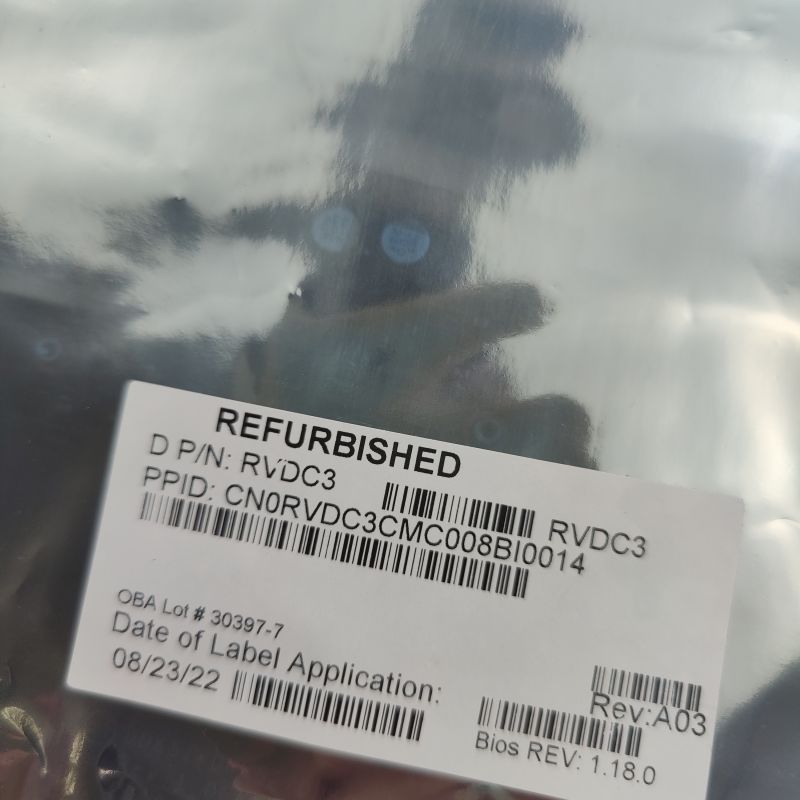 REFURBISHED
D P/N: RVDC3
RVDC3
PPID: CN0RVDC3CMC008BI0014
OBA Lot # 30397-7
Date of Label Application:
08/23/22
Rev:A03
Bios REV: 1.18.0